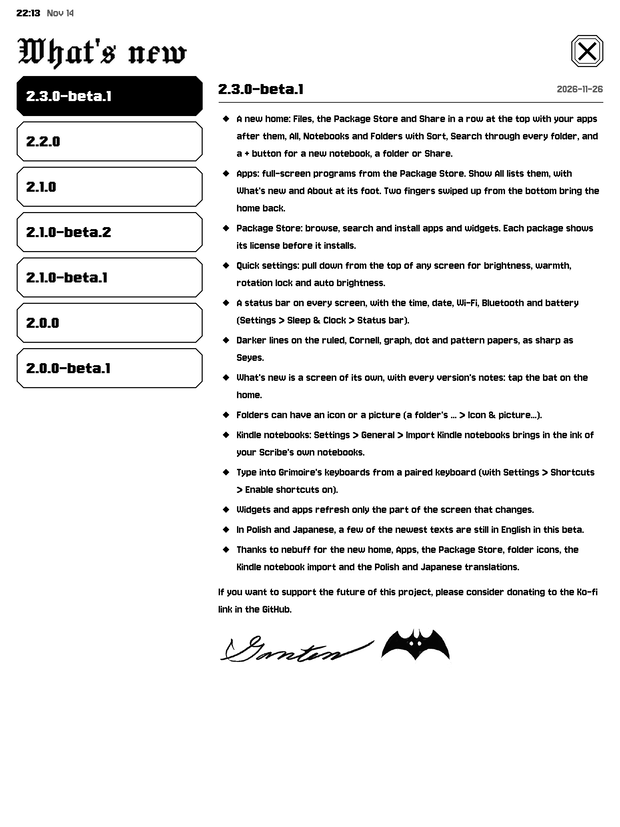 22:13 Nov 14
What's new
2.3.0-beta.1
2.2.0
2.1.0
2.1.0-beta.2
2.1.0-beta.1
2.0.0
2.0.0-beta.1
2.3.0-beta.1 2026-11-26
◆ A new home: Files, the Package Store and Share in a row at the top with your apps
after them, All, Notebooks and Folders with Sort, Search through every folder, and
a + button for a new notebook, a folder or Share.
◆ Apps: full-screen programs from the Package Store. Show All lists them, with
What's new and About at its foot. Two fingers swiped up from the bottom bring the
home back.
◆ Package Store: browse, search and install apps and widgets. Each package shows
its license before it installs.
◆ Quick settings: pull down from the top of any screen for brightness, warmth,
rotation lock and auto brightness.
◆ A status bar on every screen, with the time, date, Wi-Fi, Bluetooth and battery
(Settings > Sleep & Clock > Status bar).
◆ Darker lines on the ruled, Cornell, graph, dot and pattern papers, as sharp as
Seyes.
◆ What's new is a screen of its own, with every version's notes: tap the bat on the
home.
◆ Folders can have an icon or a picture (a folder's ... > Icon & picture...).
◆ Kindle notebooks: Settings > General > Import Kindle notebooks brings in the ink of
your Scribe's own notebooks.
◆ Type into Grimoire's keyboards from a paired keyboard (with Settings > Shortcuts
> Enable shortcuts on).
◆ Widgets and apps refresh only the part of the screen that changes.
◆ In Polish and Japanese, a few of the newest texts are still in English in this beta.
◆ Thanks to nebuff for the new home, Apps, the Package Store, folder icons, the
Kindle notebook import and the Polish and Japanese translations.
If you want to support the future of this project, please consider donating to the Ko-fi
link in the GitHub.